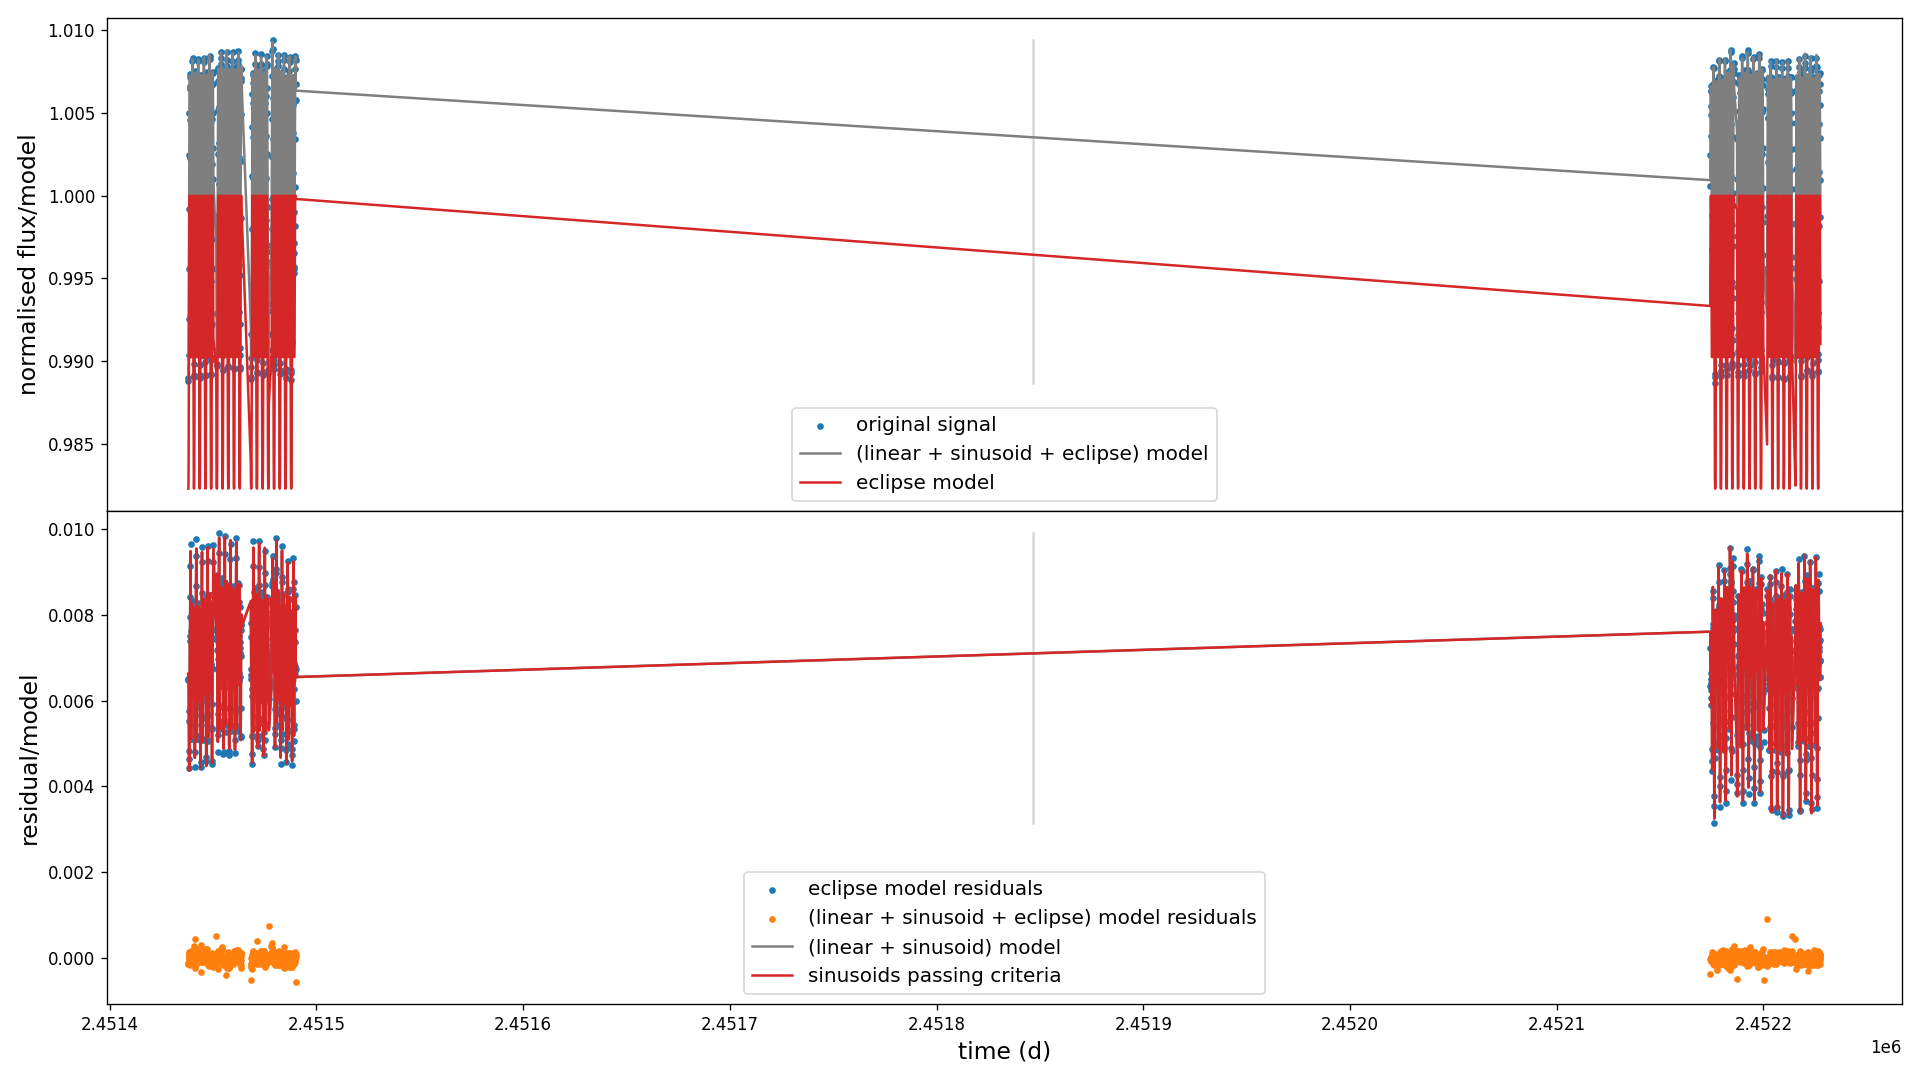 1.010
1.005
1.000
0.995
0.990
0.985
normalised flux/model
original signal
(linear + sinusoid + eclipse) model
eclipse model
0.010
0.008
0.006
0.004
0.002
0.000
residual/model
eclipse model residuals
(linear + sinusoid + eclipse) model residuals
(linear + sinusoid) model
sinusoids passing criteria
2.4514 2.4515 2.4516 2.4517 2.4518 2.4519 2.4520 2.4521 2.4522
1e6
time (d)